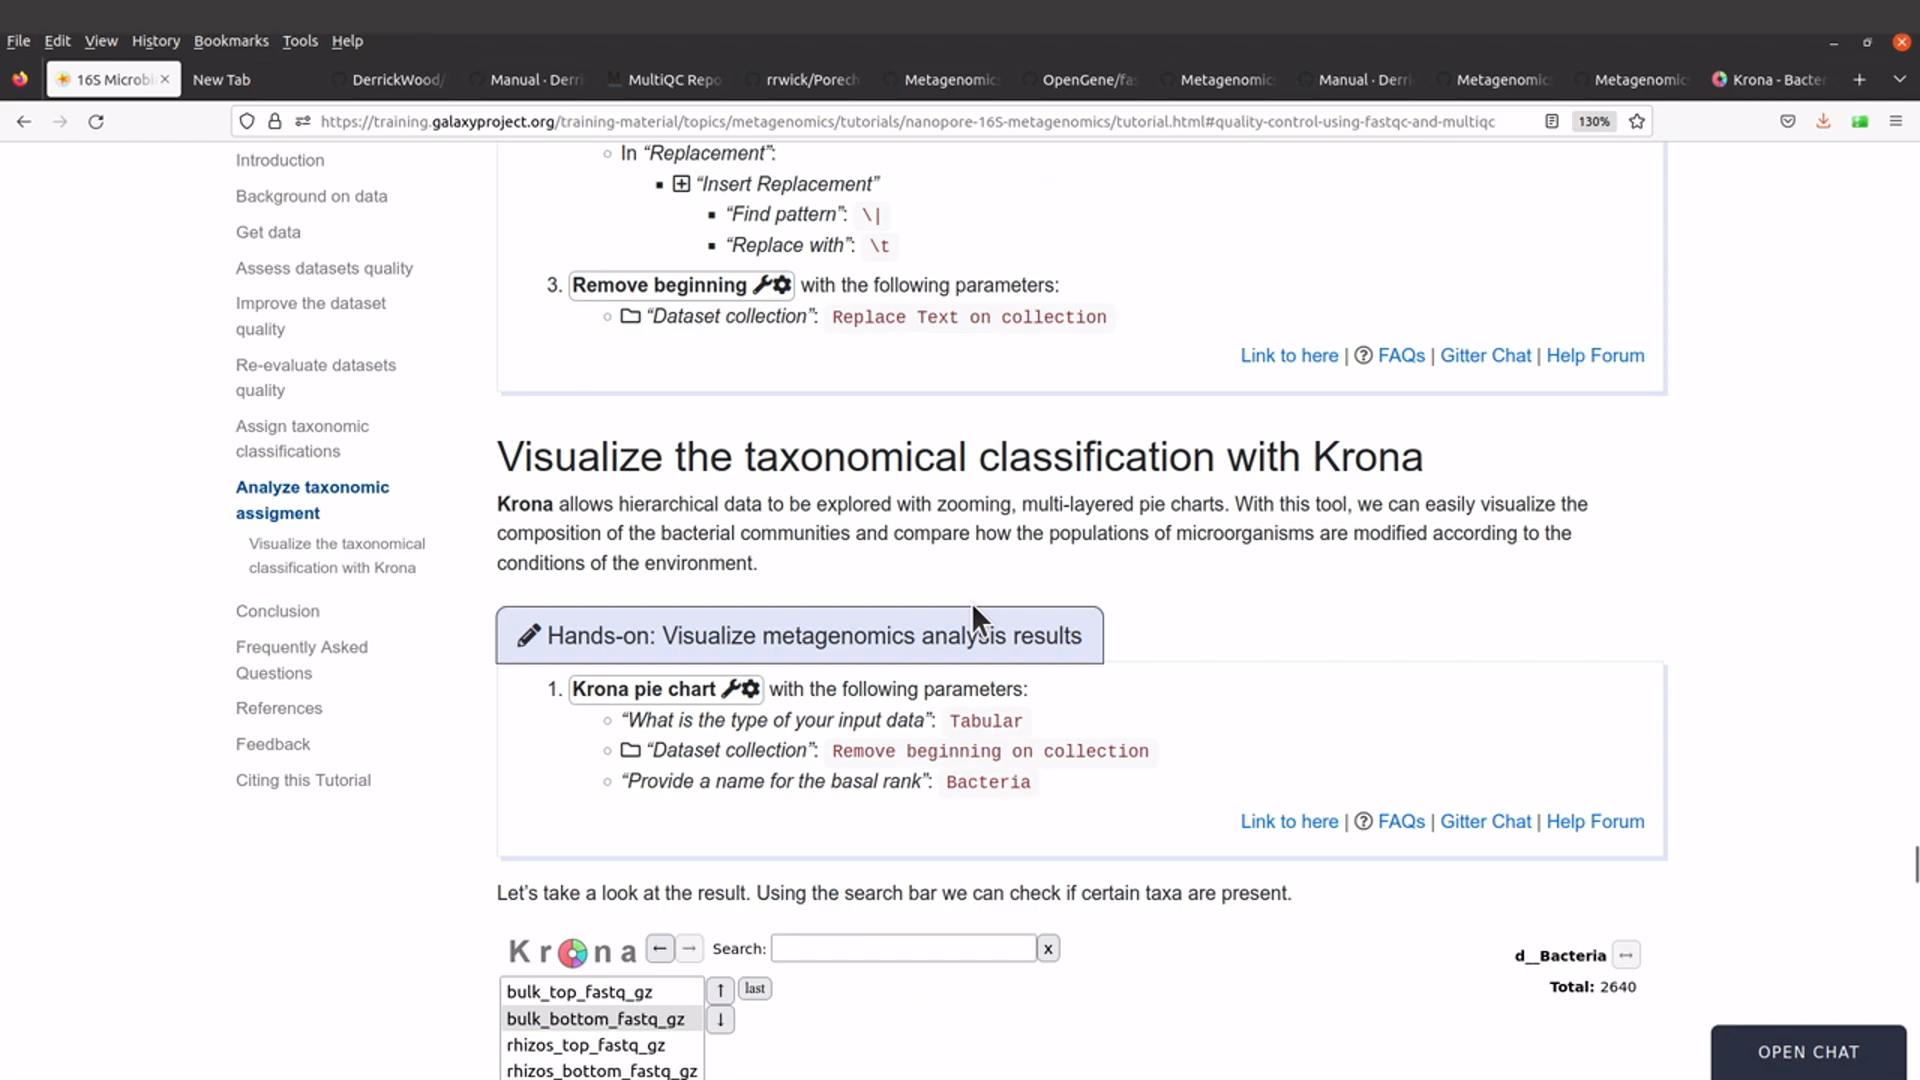 File Edit View History Bookmarks Tools Help
16S Microbi New Tab DerrickWood/ Manual · Derri MultiQC Repo rrwick/Porech Metagenomic OpenGene/fas Metagenomic Manual · Derri Metagenomic Metagenomic Krona - Bacter
https://training.galaxyproject.org/training-material/topics/metagenomics/tutorials/nanopore-16S-metagenomics/tutorial.html#quality-control-using-fastqc-and-multiqc 130%
Introduction
Background on data
Get data
Assess datasets quality
Improve the dataset
quality
Re-evaluate datasets
quality
Assign taxonomic
classifications
Analyze taxonomic
assigment
Visualize the taxonomical
classification with Krona
Conclusion
Frequently Asked
Questions
References
Feedback
Citing this Tutorial
In “Replacement”:
“Insert Replacement”
“Find pattern”: \|
“Replace with”: \t
3. Remove beginning with the following parameters:
“Dataset collection”: Replace Text on collection
Link to here | FAQs | Gitter Chat | Help Forum
Visualize the taxonomical classification with Krona
Krona allows hierarchical data to be explored with zooming, multi-layered pie charts. With this tool, we can easily visualize the
composition of the bacterial communities and compare how the populations of microorganisms are modified according to the
conditions of the environment.
Hands-on: Visualize metagenomics analysis results
1. Krona pie chart with the following parameters:
“What is the type of your input data”: Tabular
“Dataset collection”: Remove beginning on collection
“Provide a name for the basal rank”: Bacteria
Link to here | FAQs | Gitter Chat | Help Forum
Let’s take a look at the result. Using the search bar we can check if certain taxa are present.
Krona ← → Search: x
d__Bacteria ↔
Total: 2640
bulk_top_fastq_gz ↑ last
bulk_bottom_fastq_gz ↓
rhizos_top_fastq_gz
rhizos_bottom_fastq_gz
OPEN CHAT